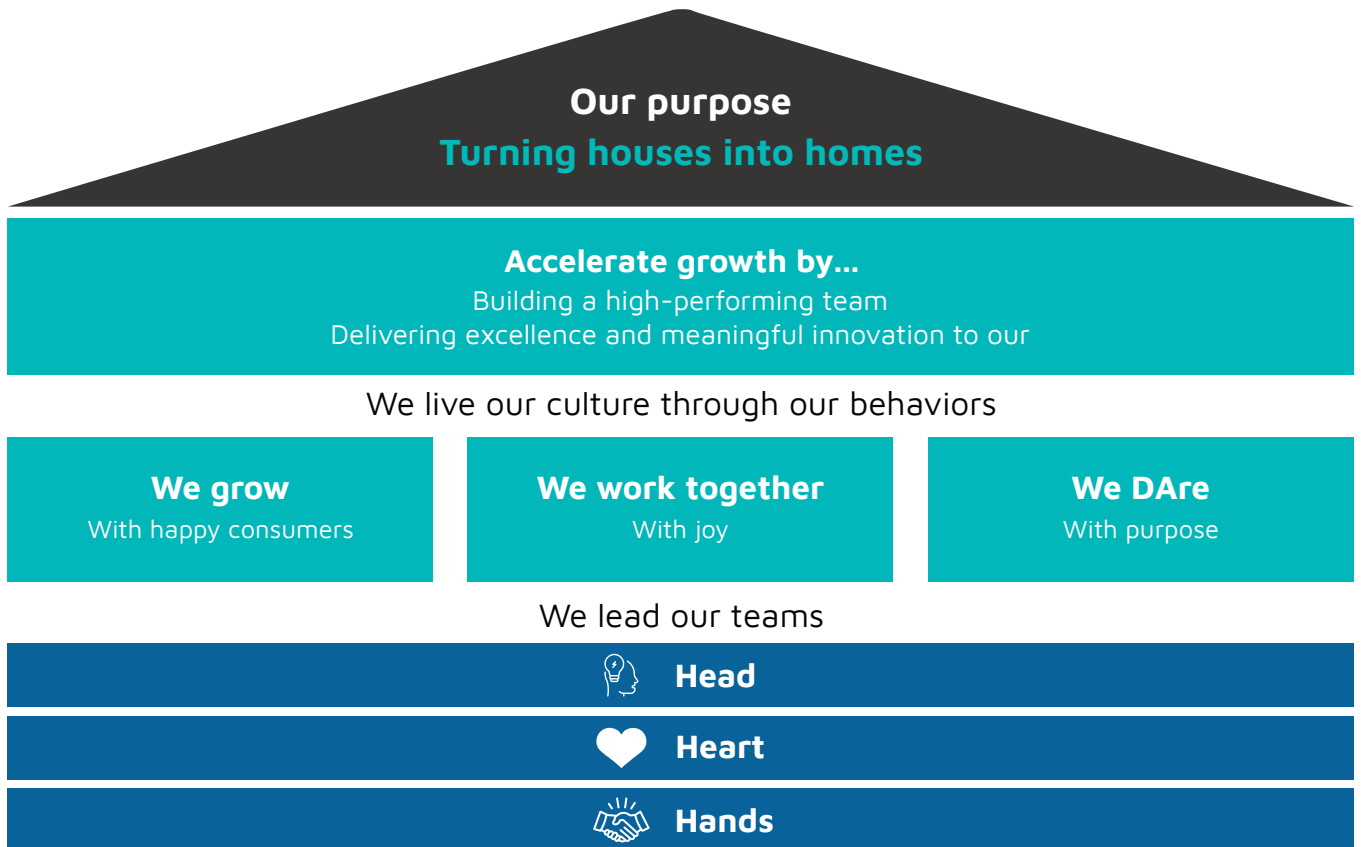 Our purpose
Turning houses into homes
Accelerate growth by...
Building a high-performing team
Delivering excellence and meaningful innovation to our
We live our culture through our behaviors
We grow
With happy consumers
We work together
With joy
We DAre
With purpose
We lead our teams
Head
Heart
Hands